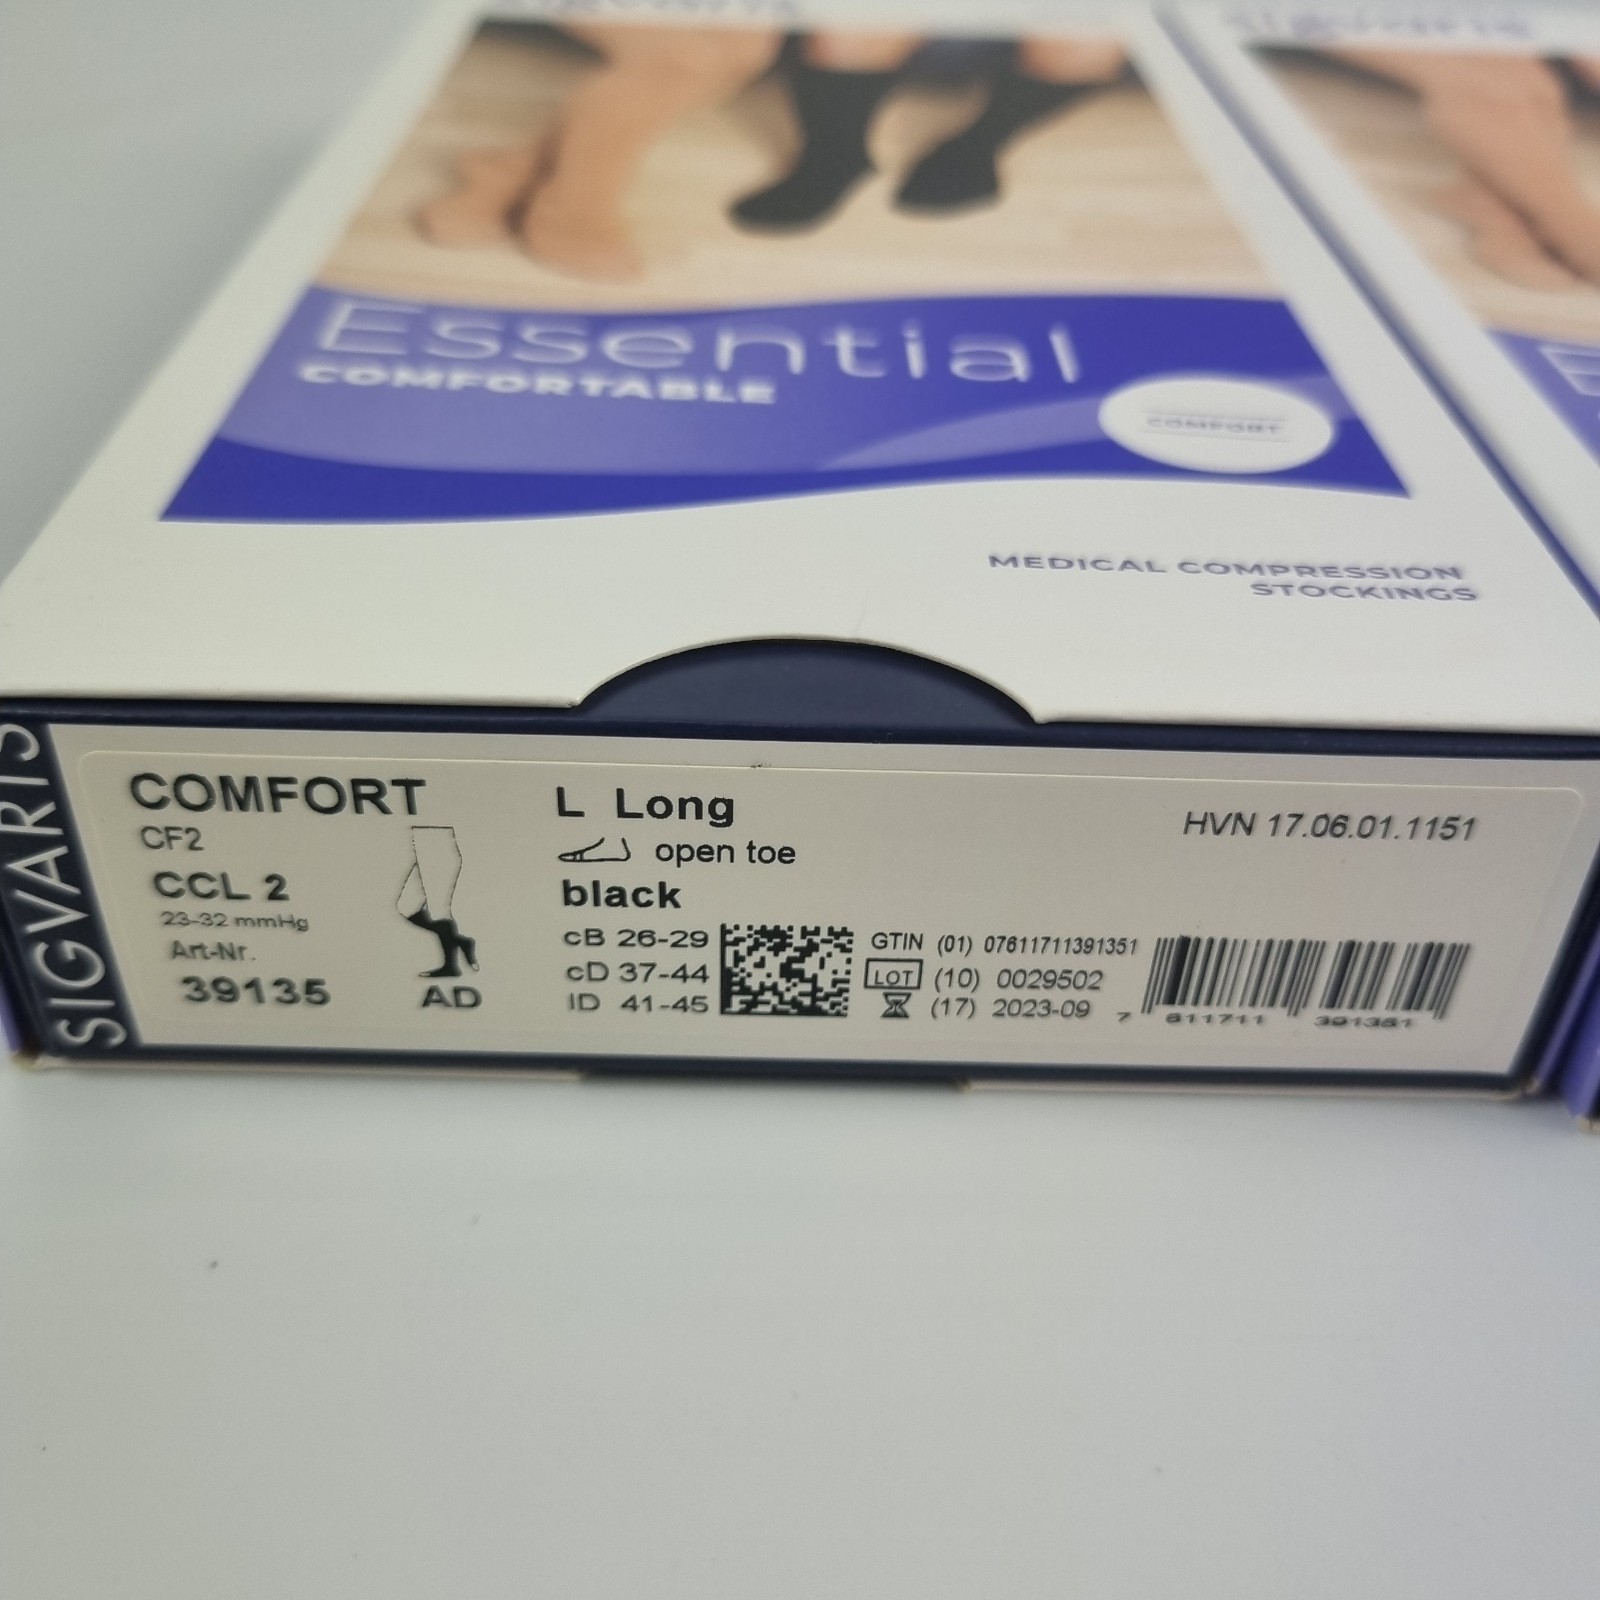 Essential
COMFORTABLE
COMFORT
MEDICAL COMPRESSION
STOCKINGS
SIGVARIS
COMFORT
CF2
CCL 2
23-32 mmHg
Art-Nr.
39135
AD
L Long
open toe
black
cB 26-29
cD 37-44
lD 41-45
HVN 17.06.01.1151
GTIN (01) 07611711391351
LOT (10) 0029502
(17) 2023-09
7 611711 391351